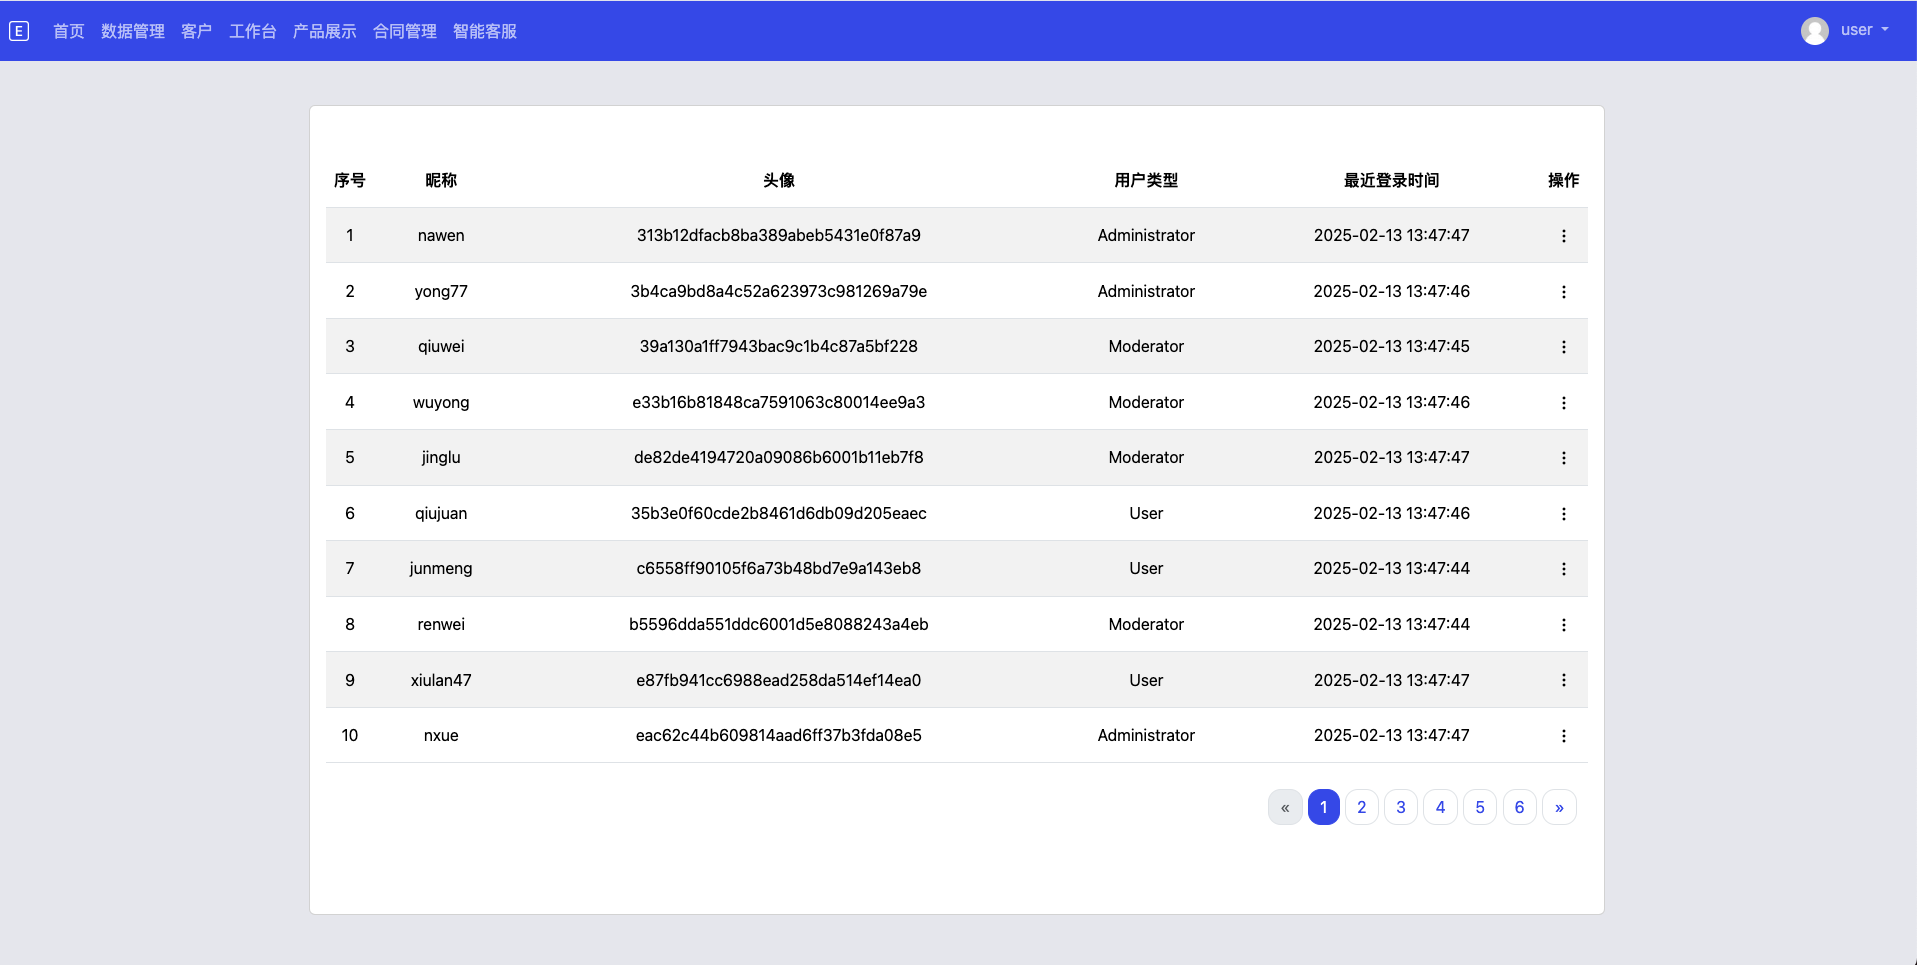 E 首页 数据管理 客户 工作台 产品展示 合同管理 智能客服 user
序号 昵称 头像 用户类型 最近登录时间 操作
1 nawen 313b12dfacb8ba389abeb5431e0f87a9 Administrator 2025-02-13 13:47:47
2 yong77 3b4ca9bd8a4c52a623973c981269a79e Administrator 2025-02-13 13:47:46
3 qiuwei 39a130a1ff7943bac9c1b4c87a5bf228 Moderator 2025-02-13 13:47:45
4 wuyong e33b16b81848ca7591063c80014ee9a3 Moderator 2025-02-13 13:47:46
5 jinglu de82de4194720a09086b6001b11eb7f8 Moderator 2025-02-13 13:47:47
6 qiujuan 35b3e0f60cde2b8461d6db09d205eaec User 2025-02-13 13:47:46
7 junmeng c6558ff90105f6a73b48bd7e9a143eb8 User 2025-02-13 13:47:44
8 renwei b5596dda551ddc6001d5e8088243a4eb Moderator 2025-02-13 13:47:44
9 xiulan47 e87fb941cc6988ead258da514ef14ea0 User 2025-02-13 13:47:47
10 nxue eac62c44b609814aad6ff37b3fda08e5 Administrator 2025-02-13 13:47:47
« 1 2 3 4 5 6 »